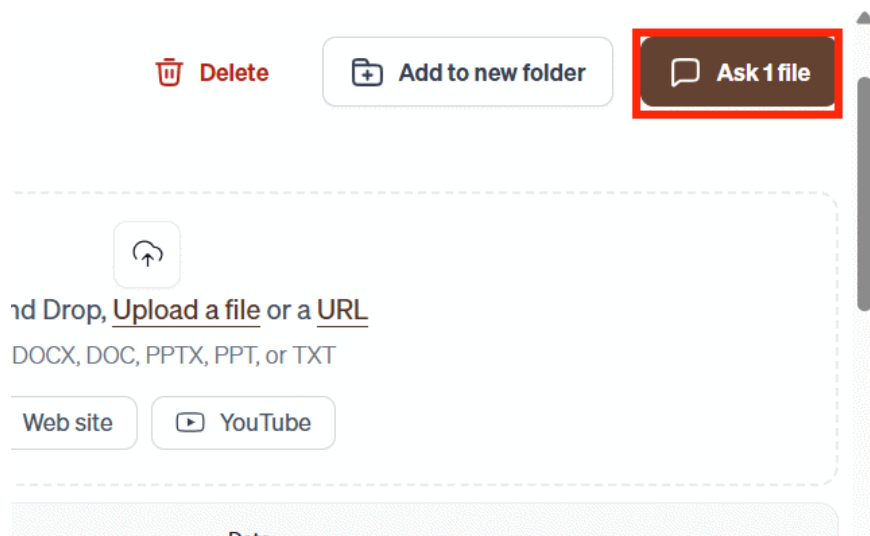 Delete
Add to new folder
Ask 1 file
nd Drop, Upload a file or a URL
DOCX, DOC, PPTX, PPT, or TXT
Web site
YouTube